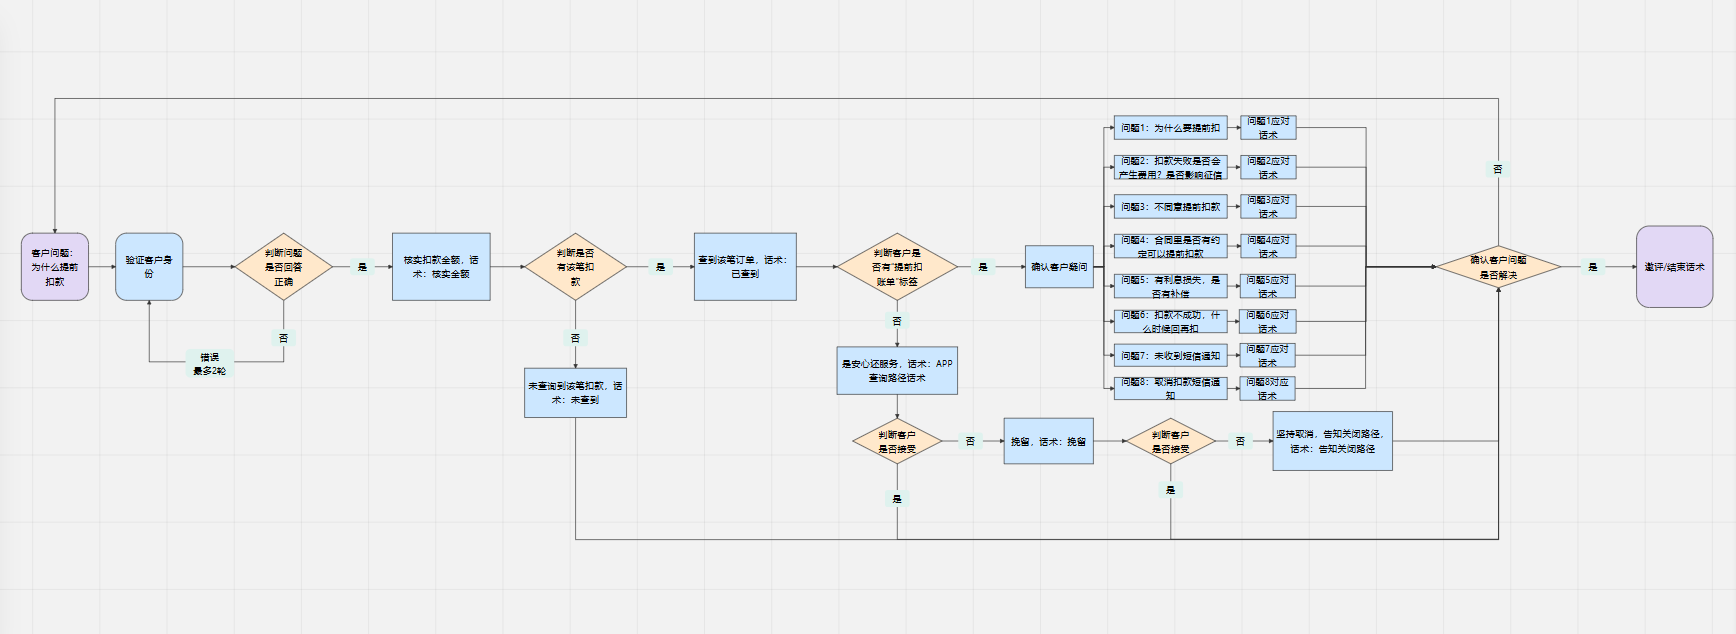 客户问题：
为什么提前
扣款
验证客户身
份
判断问题
是否回答
正确
是
否
错误
最多2轮
核实扣款金额，话
术：核实金额
判断是否
有该笔扣
款
是
否
未查询到该笔扣款，话
术：未查到
查到该笔订单，话术：
已查到
判断客户是
否有"提前扣
账单"标签
是
否
是安心还服务，话术：APP
查询路径话术
判断客户
是否接受
否
是
挽留，话术：挽留
判断客户
是否接受
否
是
坚持取消，告知关闭路径，
话术：告知关闭路径
确认客户疑问
问题1：为什么要提前扣
问题1应对
话术
问题2：扣款失败是否会
产生费用？是否影响征信
问题2应对
话术
问题3：不同意提前扣款
问题3应对
话术
问题4：合同里是否有约
定可以提前扣款
问题4应对
话术
问题5：有利息损失，是
否有补偿
问题5应对
话术
问题6：扣款不成功，什
么时候回再扣
问题6应对
话术
问题7：未收到短信通知
问题7应对
话术
问题8：取消扣款短信通
知
问题8对应
话术
否
确认客户问题
是否解决
是
邀评/结束话术